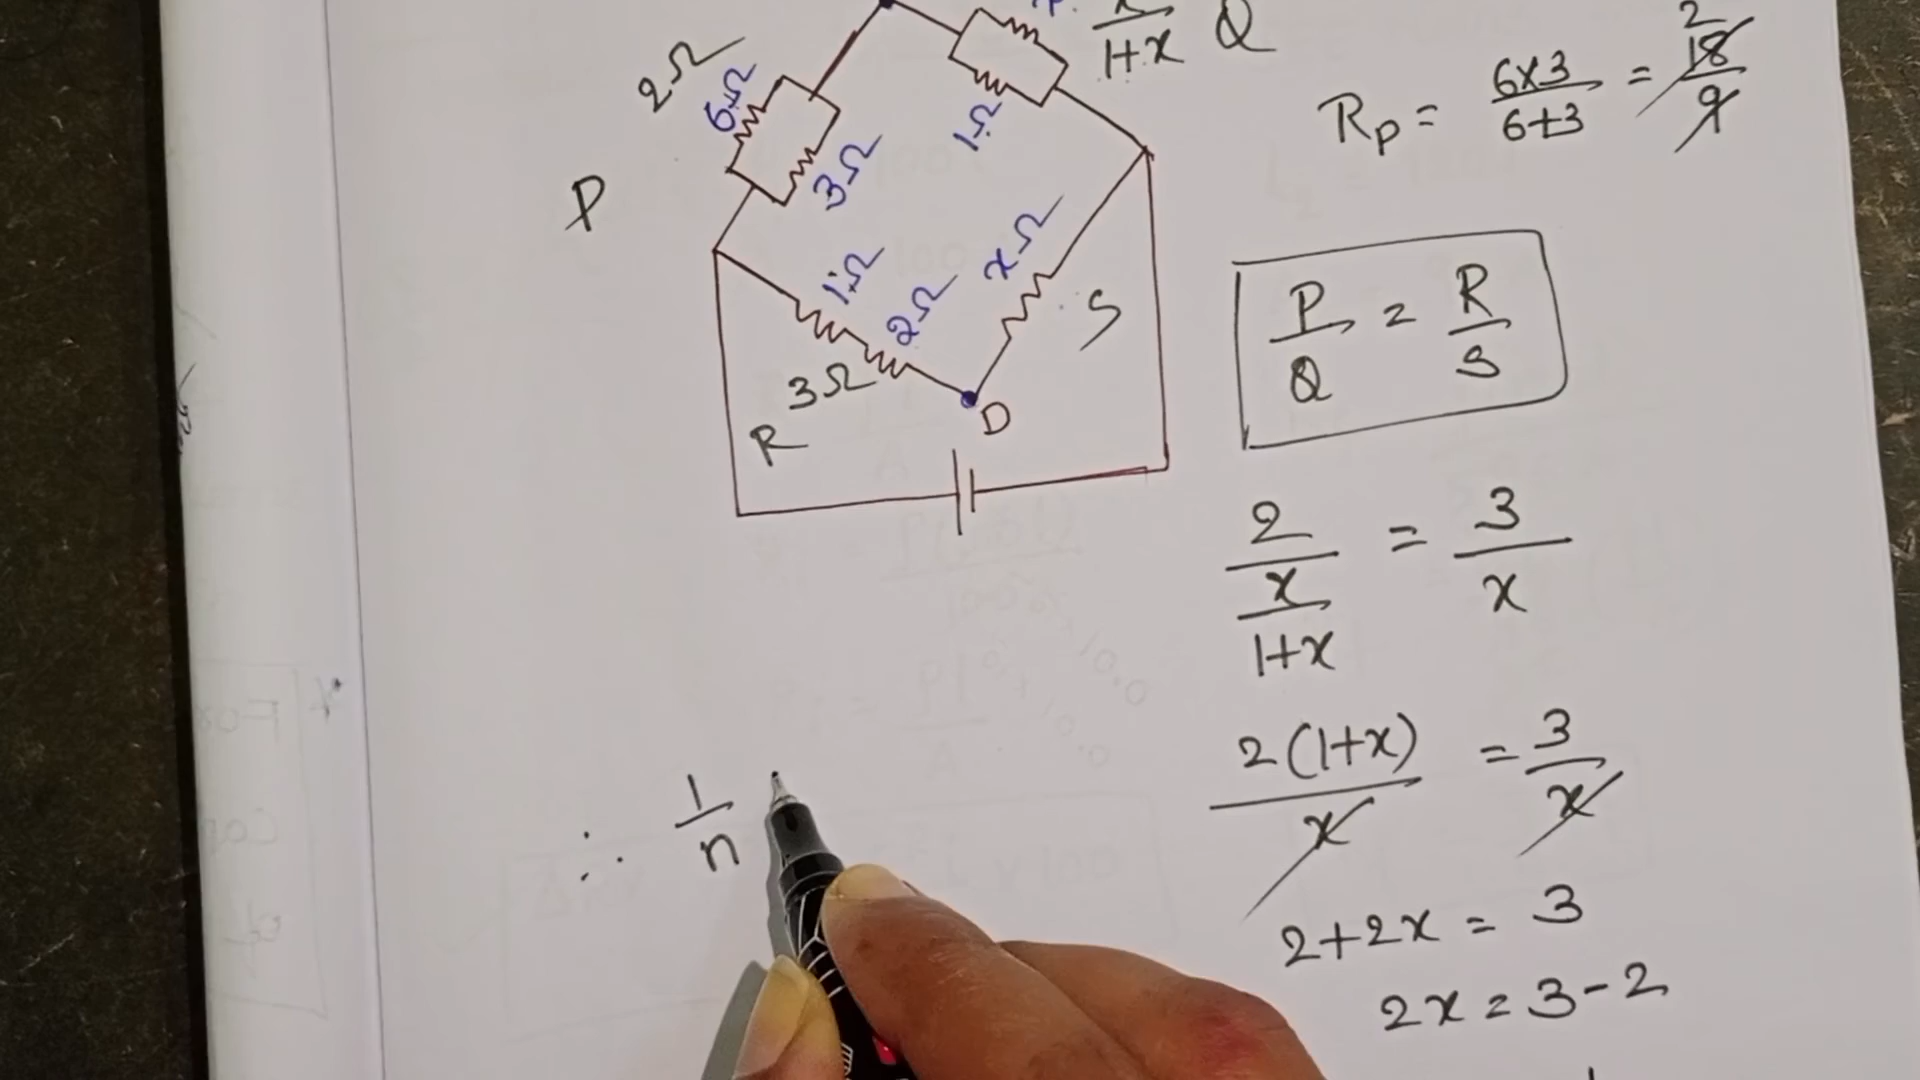 2Ω
6Ω
3Ω
P
x/(1+x) Q
1Ω
Rp = (6×3)/(6+3) = 18/9
2
1Ω
2Ω
xΩ
S
3Ω
R
D
P/Q = R/S
2/(x/(1+x)) = 3/x
2(1+x)/x = 3/x
2+2x = 3
2x = 3-2
∴ 1/n